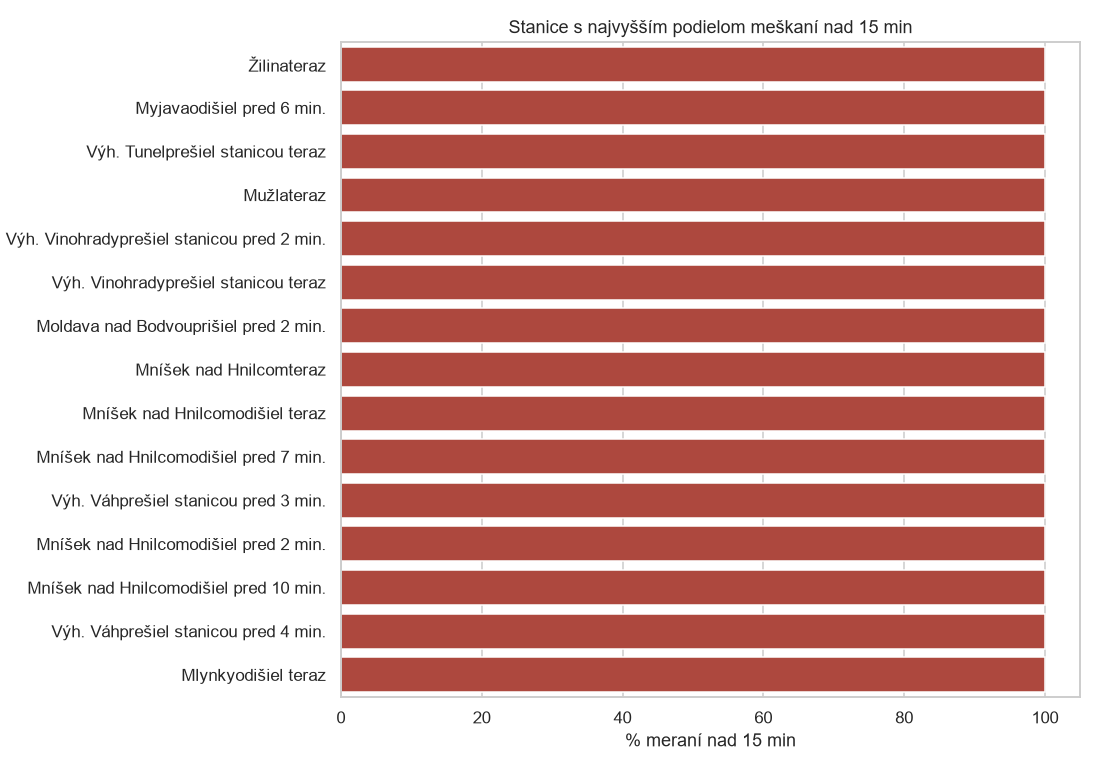 Stanice s najvyšším podielom meškaní nad 15 min
Žilinateraz
Myjavaodišiel pred 6 min.
Výh. Tunelprešiel stanicou teraz
Mužlateraz
Výh. Vinohradyprešiel stanicou pred 2 min.
Výh. Vinohradyprešiel stanicou teraz
Moldava nad Bodvouprišiel pred 2 min.
Mníšek nad Hnilcomteraz
Mníšek nad Hnilcomodišiel teraz
Mníšek nad Hnilcomodišiel pred 7 min.
Výh. Váhprešiel stanicou pred 3 min.
Mníšek nad Hnilcomodišiel pred 2 min.
Mníšek nad Hnilcomodišiel pred 10 min.
Výh. Váhprešiel stanicou pred 4 min.
Mlynkyodišiel teraz
0 20 40 60 80 100
% meraní nad 15 min